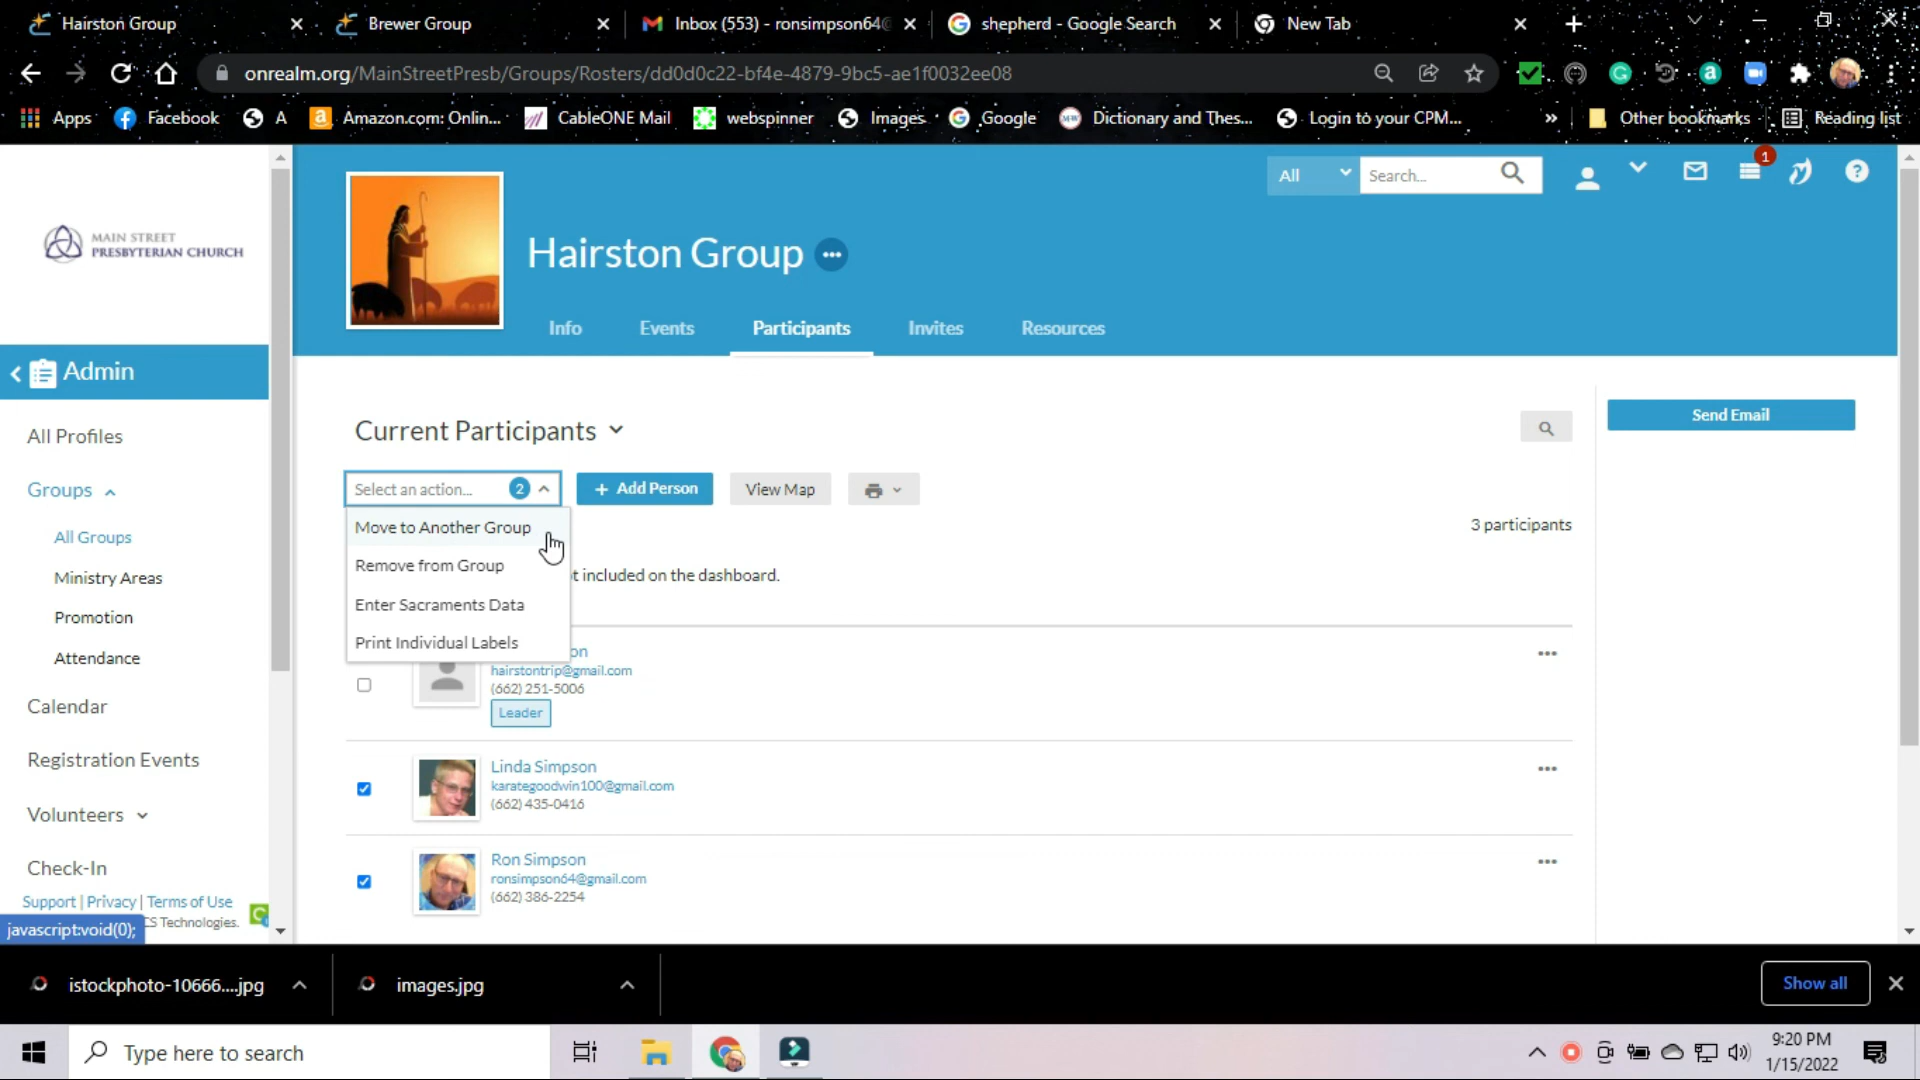 Hairston Group
Brewer Group
Inbox (553) - ronsimpson64@
shepherd - Google Search
New Tab
onrealm.org/MainStreetPresb/Groups/Rosters/dd0d0c22-bf4e-4879-9bc5-ae1f0032ee08
Apps
Facebook
A
Amazon.com: Onlin...
CableONE Mail
webspinner
Images
Google
Dictionary and Thes...
Login to your CPM...
»
Other bookmarks
Reading list
MAIN STREET
PRESBYTERIAN CHURCH
Admin
All Profiles
Groups
All Groups
Ministry Areas
Promotion
Attendance
Calendar
Registration Events
Volunteers
Check-In
Support | Privacy | Terms of Use
CS Technologies.
javascript:void(0);
All
Search...
1
?
Hairston Group
Info
Events
Participants
Invites
Resources
Current Participants
Select an action...
2
+ Add Person
View Map
Move to Another Group
Remove from Group
Enter Sacraments Data
Print Individual Labels
3 participants
t included on the dashboard.
on
hairstontrip@gmail.com
(662) 251-5006
Leader
Linda Simpson
karategoodwin100@gmail.com
(662) 435-0416
Ron Simpson
ronsimpson64@gmail.com
(662) 386-2254
Send Email
istockphoto-10666....jpg
images.jpg
Show all
Type here to search
9:20 PM
1/15/2022